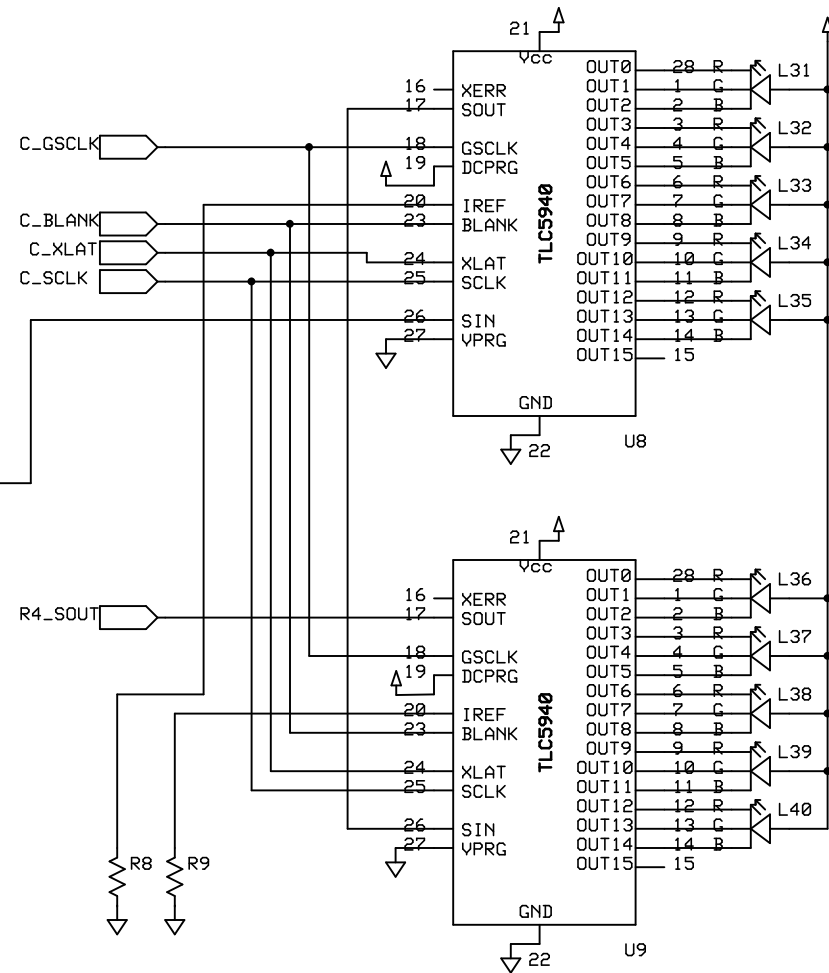 21
Vcc
16 XERR
17 SOUT
C_GSCLK
18 GSCLK
19 DCPRG
20 IREF
C_BLANK
23 BLANK
C_XLAT
24 XLAT
C_SCLK
25 SCLK
26 SIN
27 VPRG
TLC5940
OUT0 28 R
OUT1 1 G L31
OUT2 2 B
OUT3 3 R
OUT4 4 G L32
OUT5 5 B
OUT6 6 R
OUT7 7 G L33
OUT8 8 B
OUT9 9 R
OUT10 10 G L34
OUT11 11 B
OUT12 12 R
OUT13 13 G L35
OUT14 14 B
OUT15 15
GND
22
U8
21
Vcc
16 XERR
R4_SOUT
17 SOUT
18 GSCLK
19 DCPRG
20 IREF
23 BLANK
24 XLAT
25 SCLK
26 SIN
27 VPRG
TLC5940
OUT0 28 R
OUT1 1 G L36
OUT2 2 B
OUT3 3 R
OUT4 4 G L37
OUT5 5 B
OUT6 6 R
OUT7 7 G L38
OUT8 8 B
OUT9 9 R
OUT10 10 G L39
OUT11 11 B
OUT12 12 R
OUT13 13 G L40
OUT14 14 B
OUT15 15
R8
R9
GND
22
U9